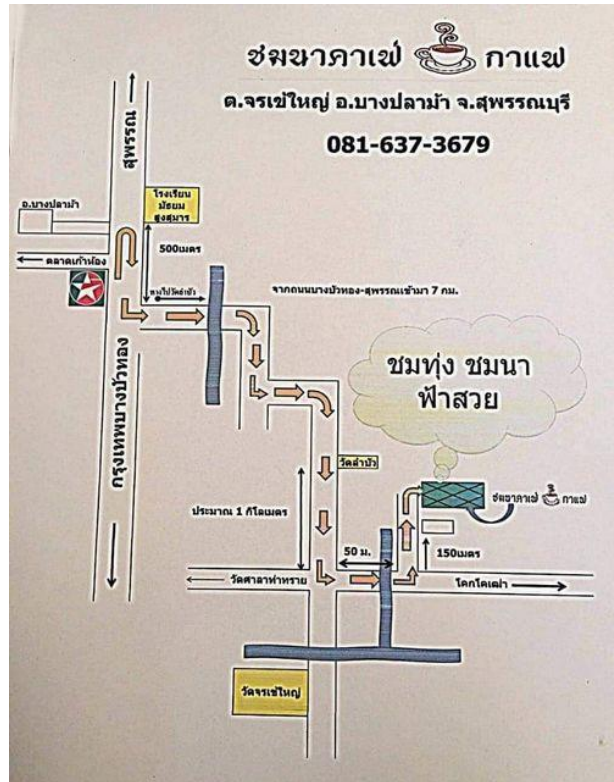 ชมนาคาเฟ่ กาแฟ
ต.จรเข้ใหญ่ อ.บางปลาม้า จ.สุพรรณบุรี
081-637-3679
สุพรรณ
โรงเรียน
มัธยม
สูงสุมาร
อ.บางปลาม้า
500เมตร
ตลาดเก้าห้อง
ทางไปวัดลำบัว
จากถนนบางบัวทอง-สุพรรณเข้ามา 7 กม.
กรุงเทพบางบัวทอง
ชมทุ่ง ชมนา
ฟ้าสวย
วัดลำบัว
ประมาณ 1 กิโลเมตร
ชมนาคาเฟ่ กาแฟ
50 ม.
150เมตร
วัดศาลาท่าทราย
โคกโคเฒ่า
วัดจรเข้ใหญ่